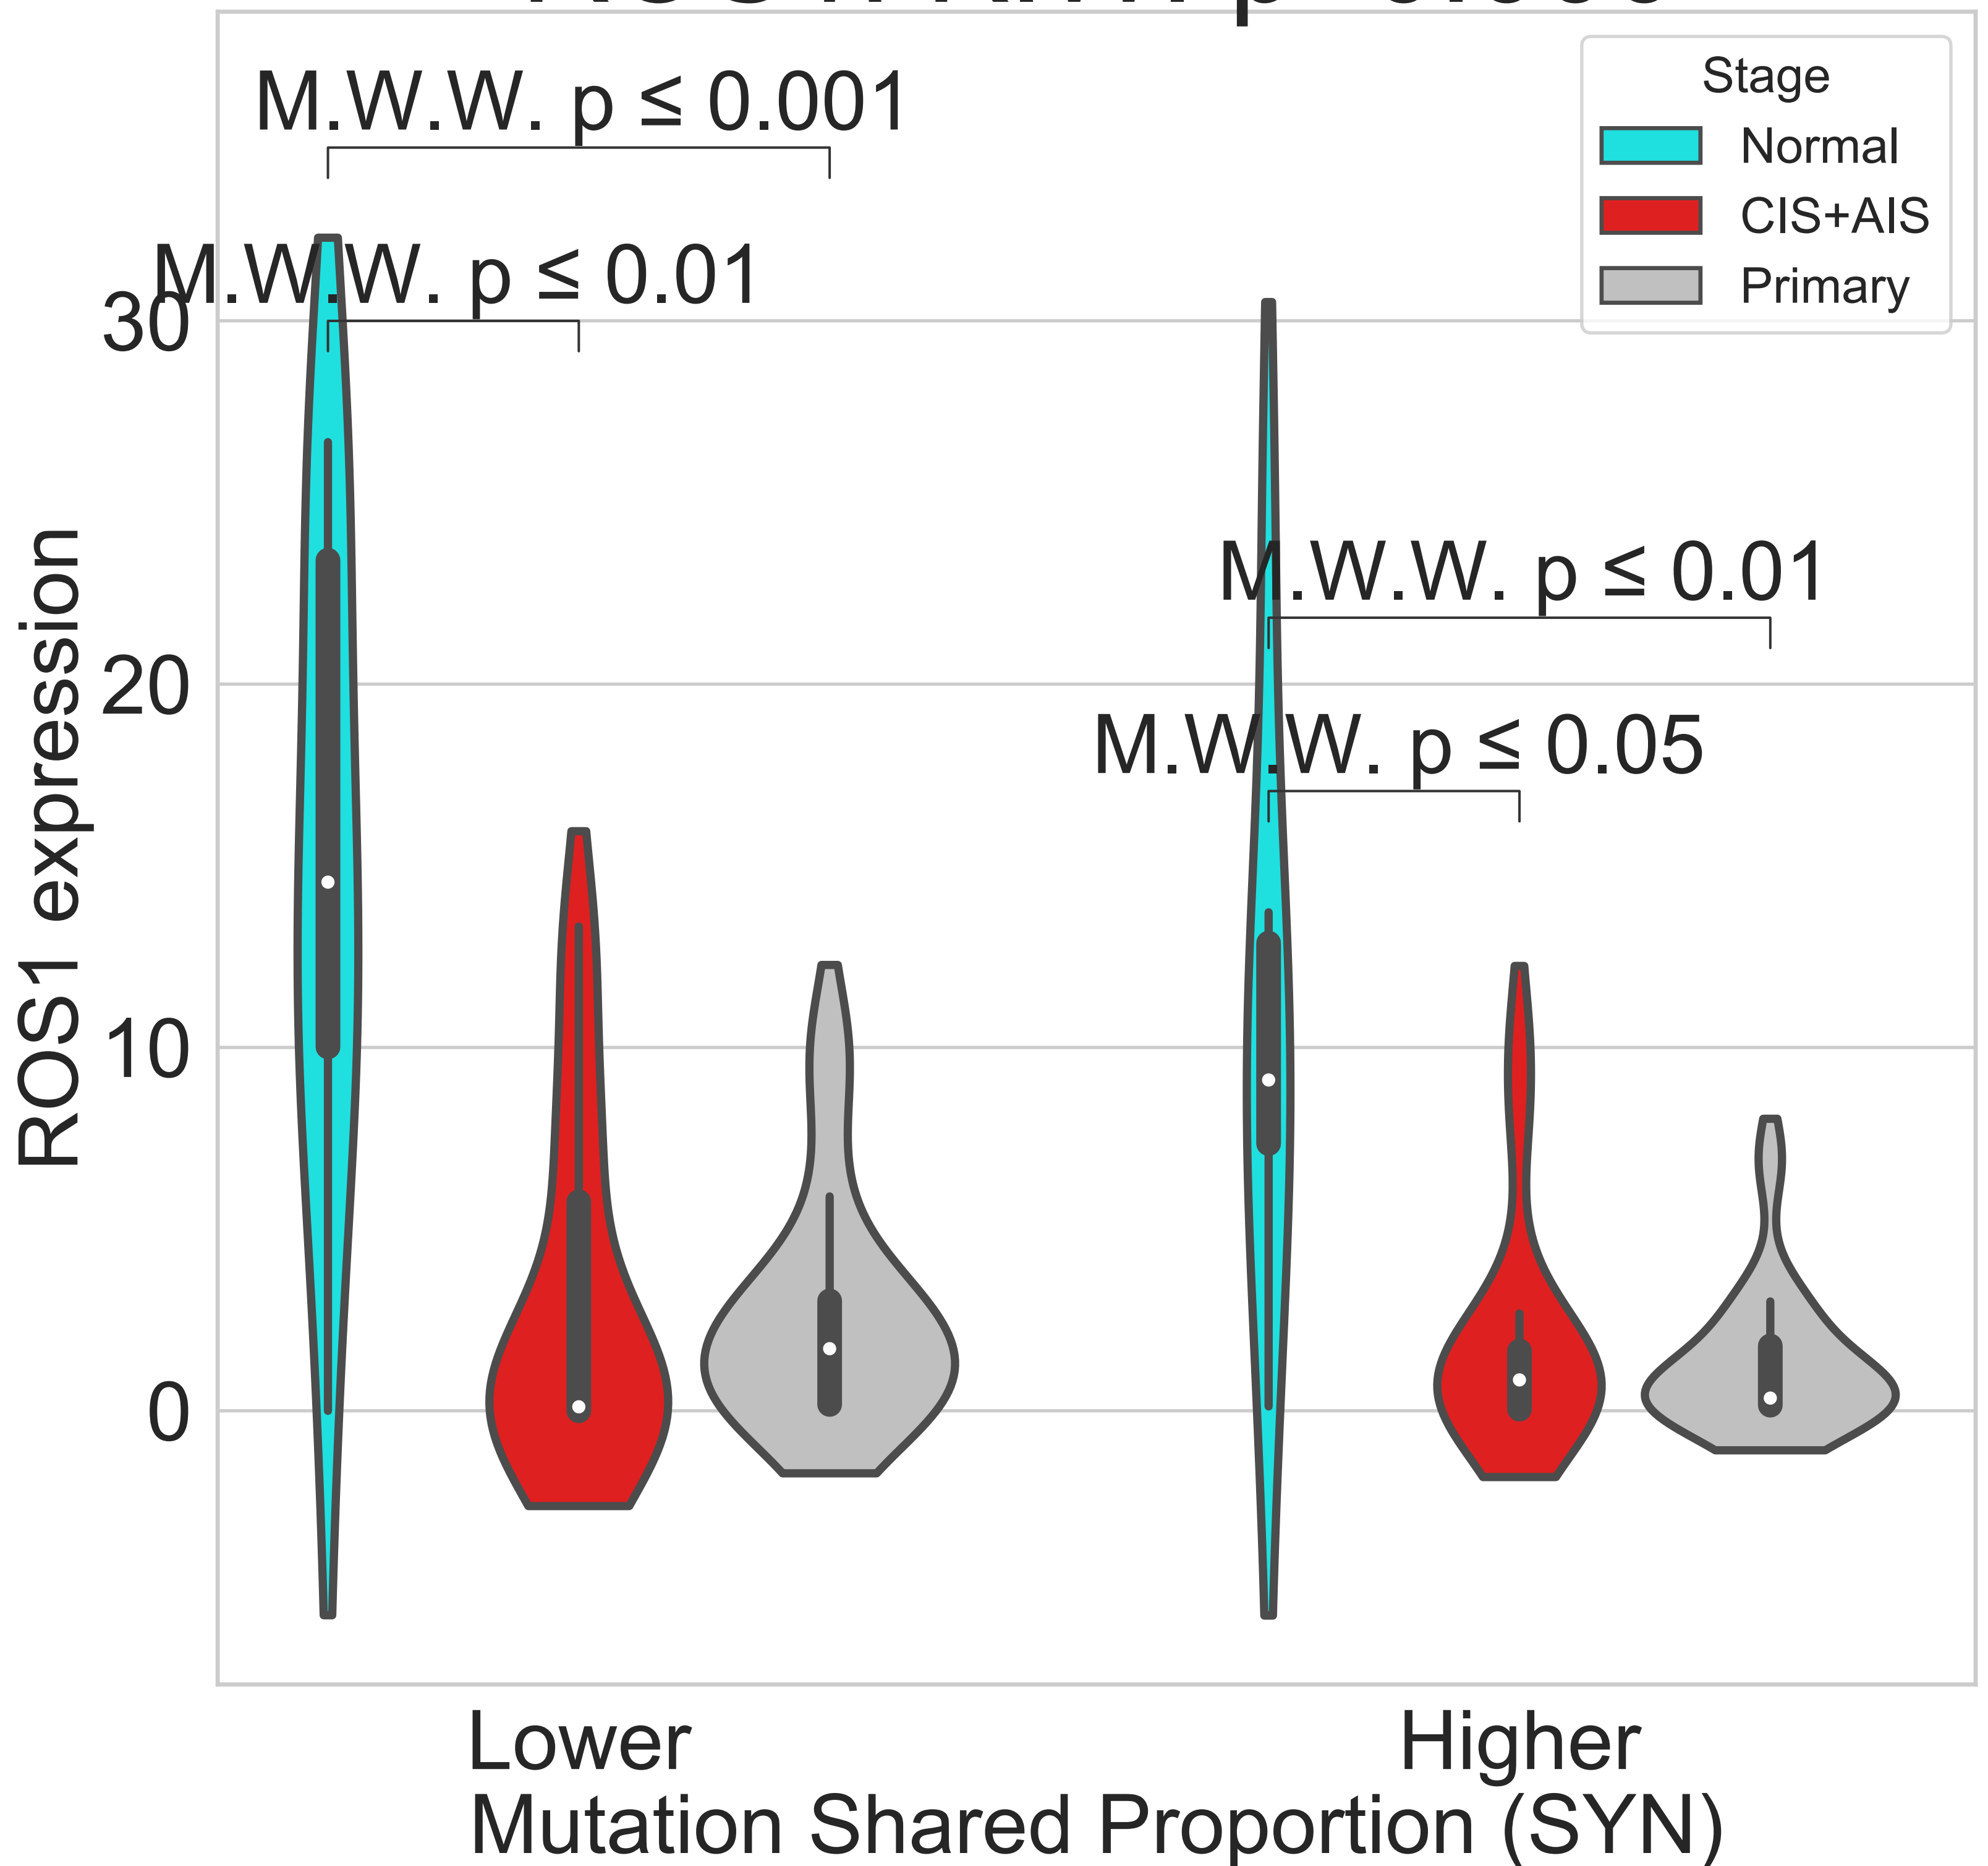 M.W.W. p ≤ 0.001
Stage
Normal
CIS+AIS
Primary
M.W.W. p ≤ 0.01
30
M.W.W. p ≤ 0.01
20
M.W.W. p ≤ 0.05
10
0
ROS1 expression
Lower
Higher
Mutation Shared Proportion (SYN)